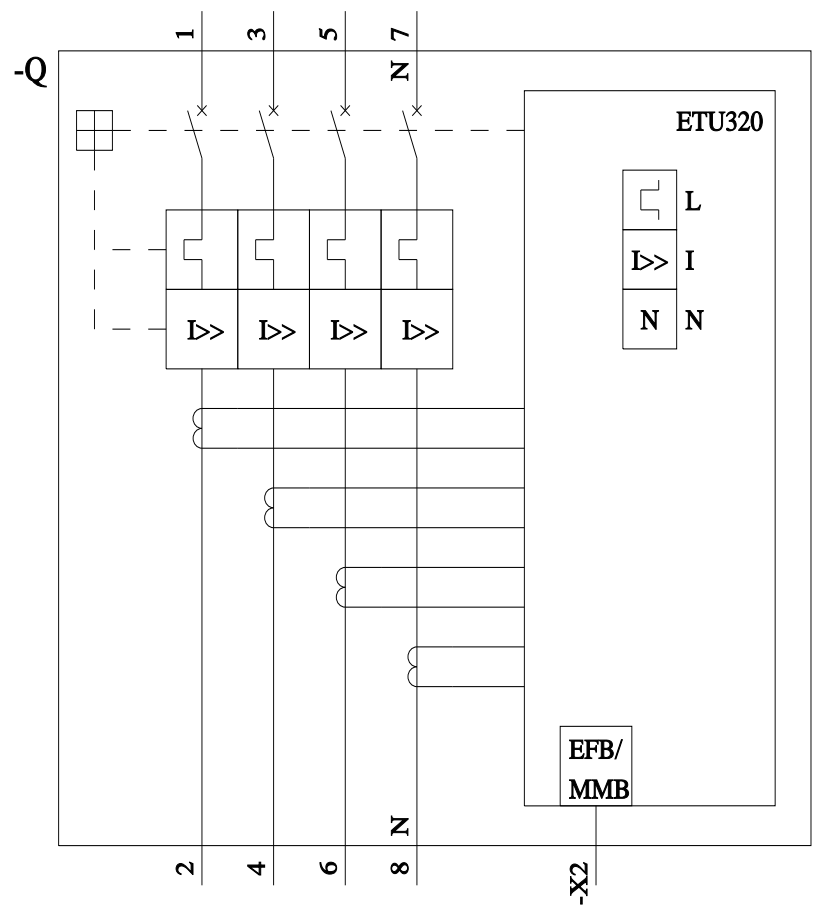 1 3 5 7
-Q
N
ETU320
L
I>> I
N N
I>> I>> I>> I>>
EFB/
MMB
N
2 4 6 8
-X2